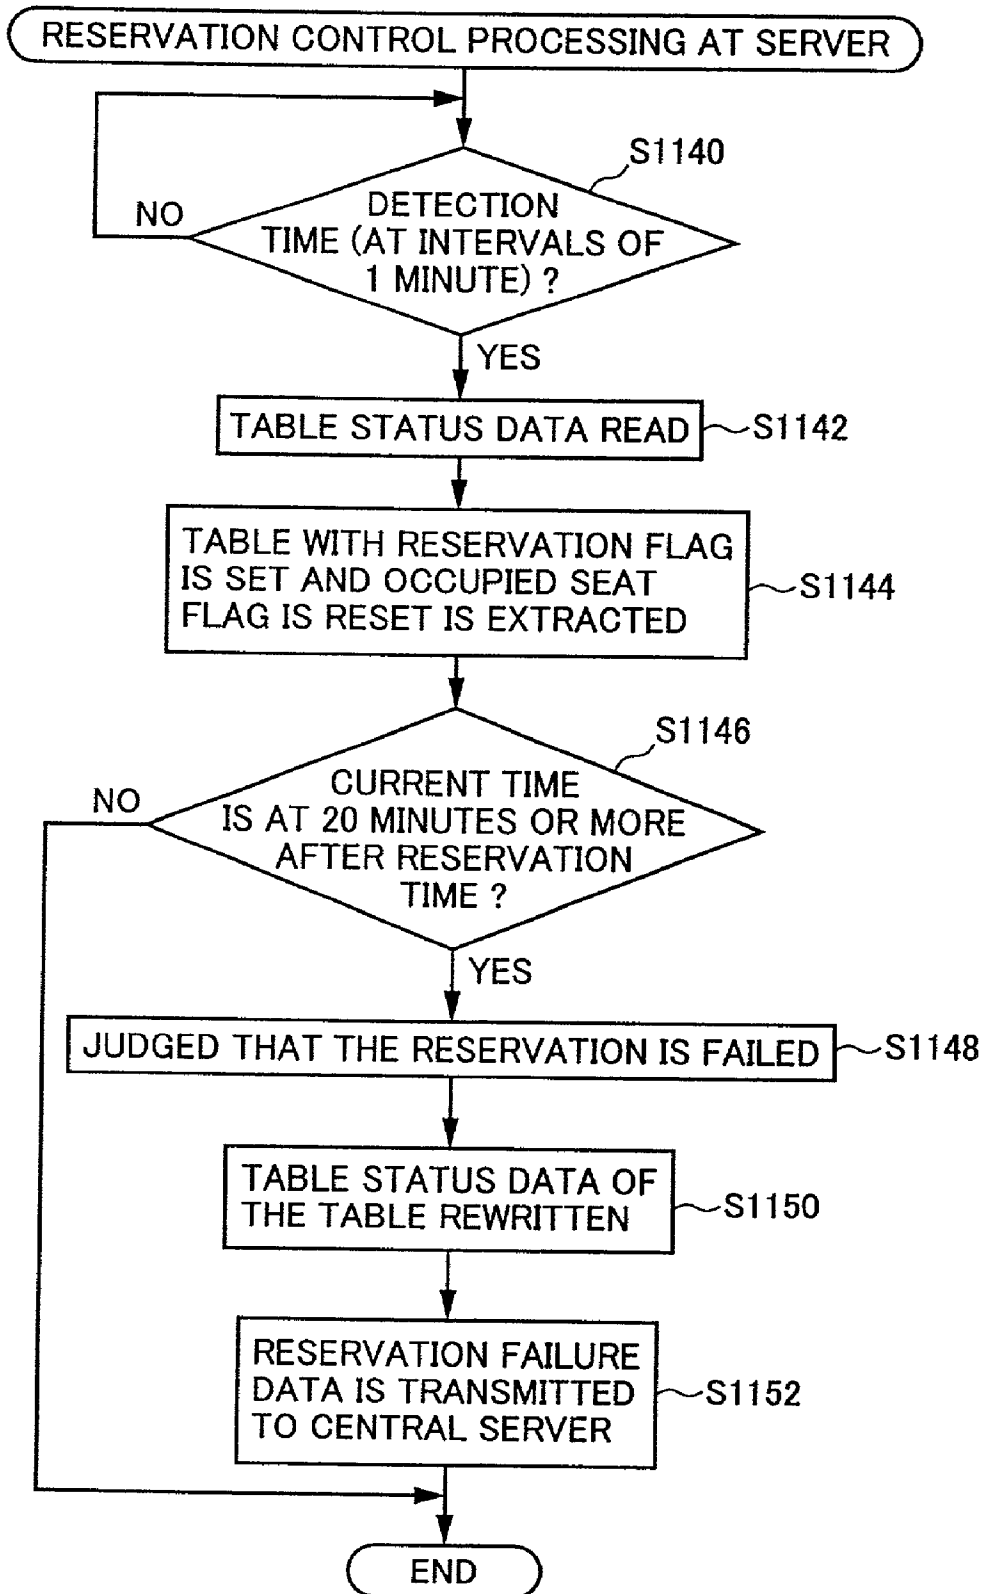 RESERVATION CONTROL PROCESSING AT SERVER
S1140
NO
DETECTION
TIME (AT INTERVALS OF
1 MINUTE) ?
YES
TABLE STATUS DATA READ
S1142
TABLE WITH RESERVATION FLAG
IS SET AND OCCUPIED SEAT
FLAG IS RESET IS EXTRACTED
S1144
S1146
NO
CURRENT TIME
IS AT 20 MINUTES OR MORE
AFTER RESERVATION
TIME ?
YES
JUDGED THAT THE RESERVATION IS FAILED
S1148
TABLE STATUS DATA OF
THE TABLE REWRITTEN
S1150
RESERVATION FAILURE
DATA IS TRANSMITTED
TO CENTRAL SERVER
S1152
END